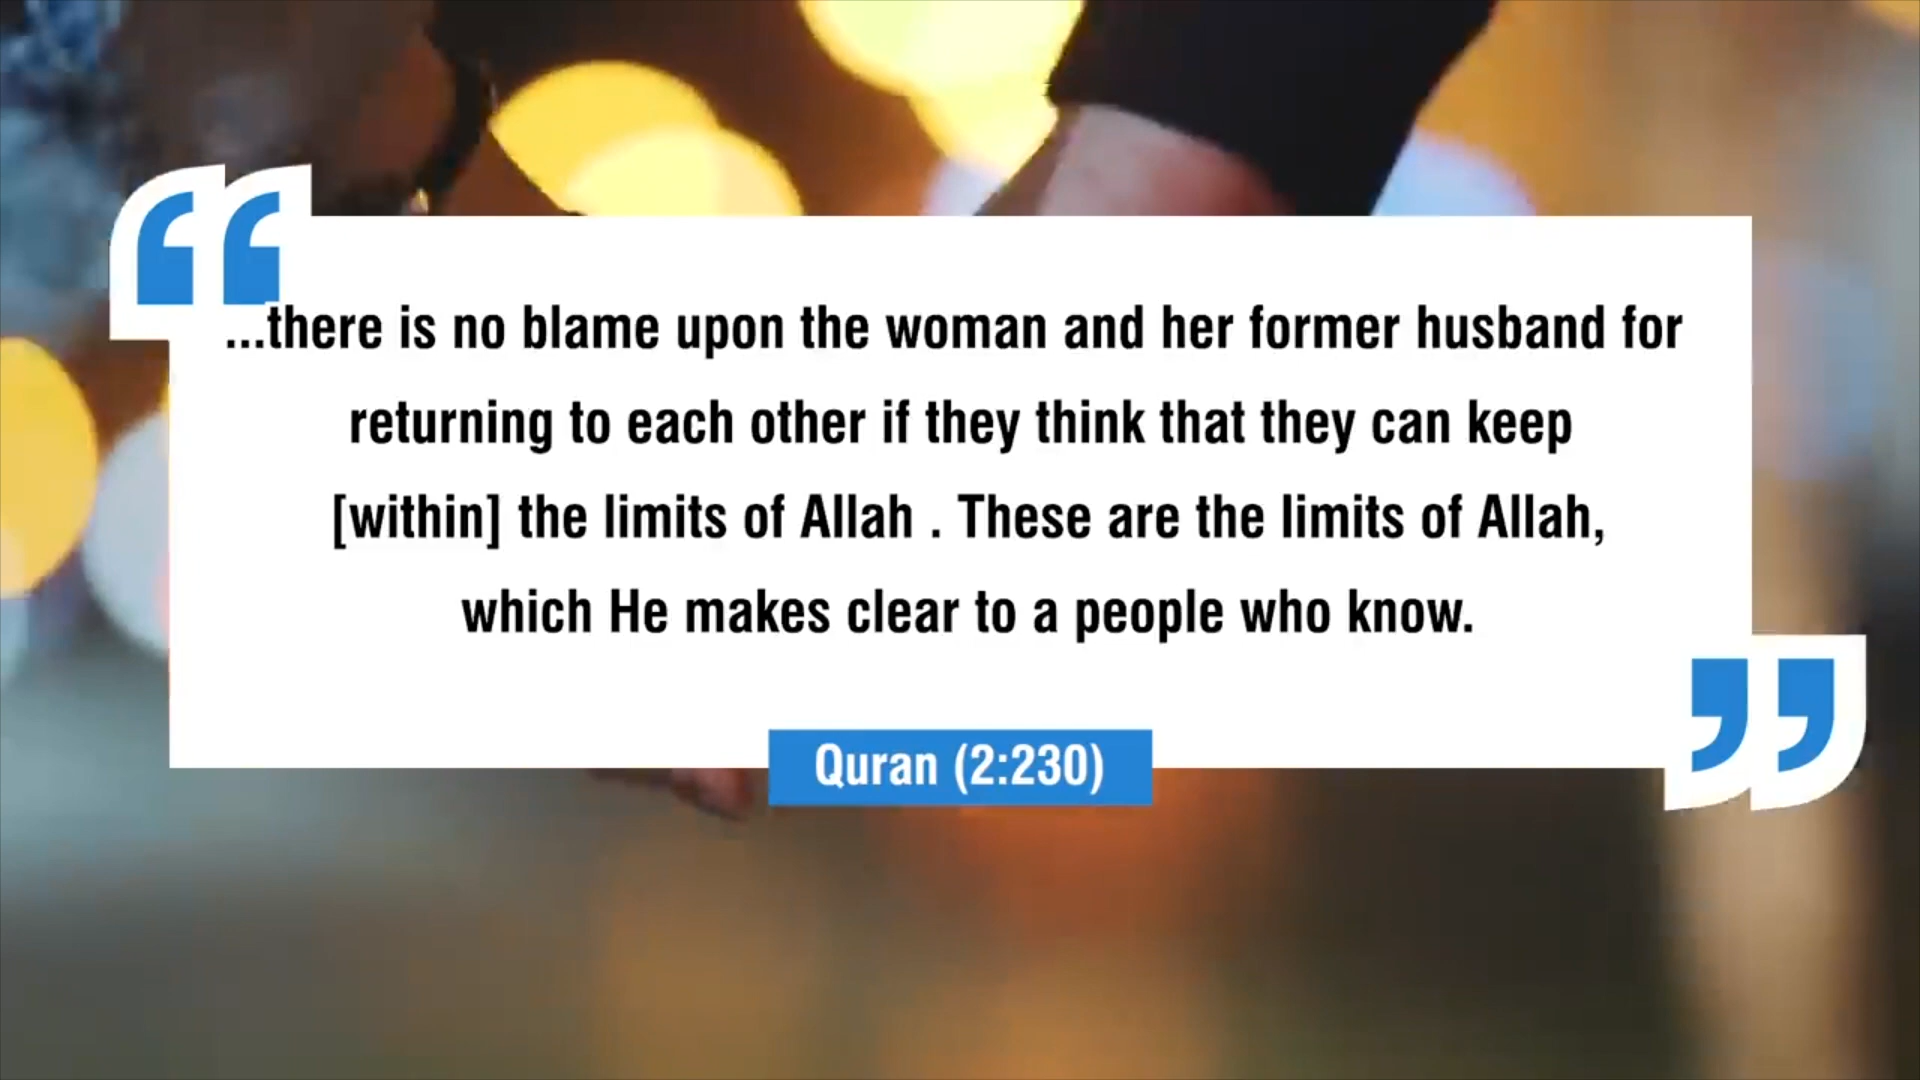 ...there is no blame upon the woman and her former husband for
returning to each other if they think that they can keep
[within] the limits of Allah . These are the limits of Allah,
which He makes clear to a people who know.
Quran (2:230)